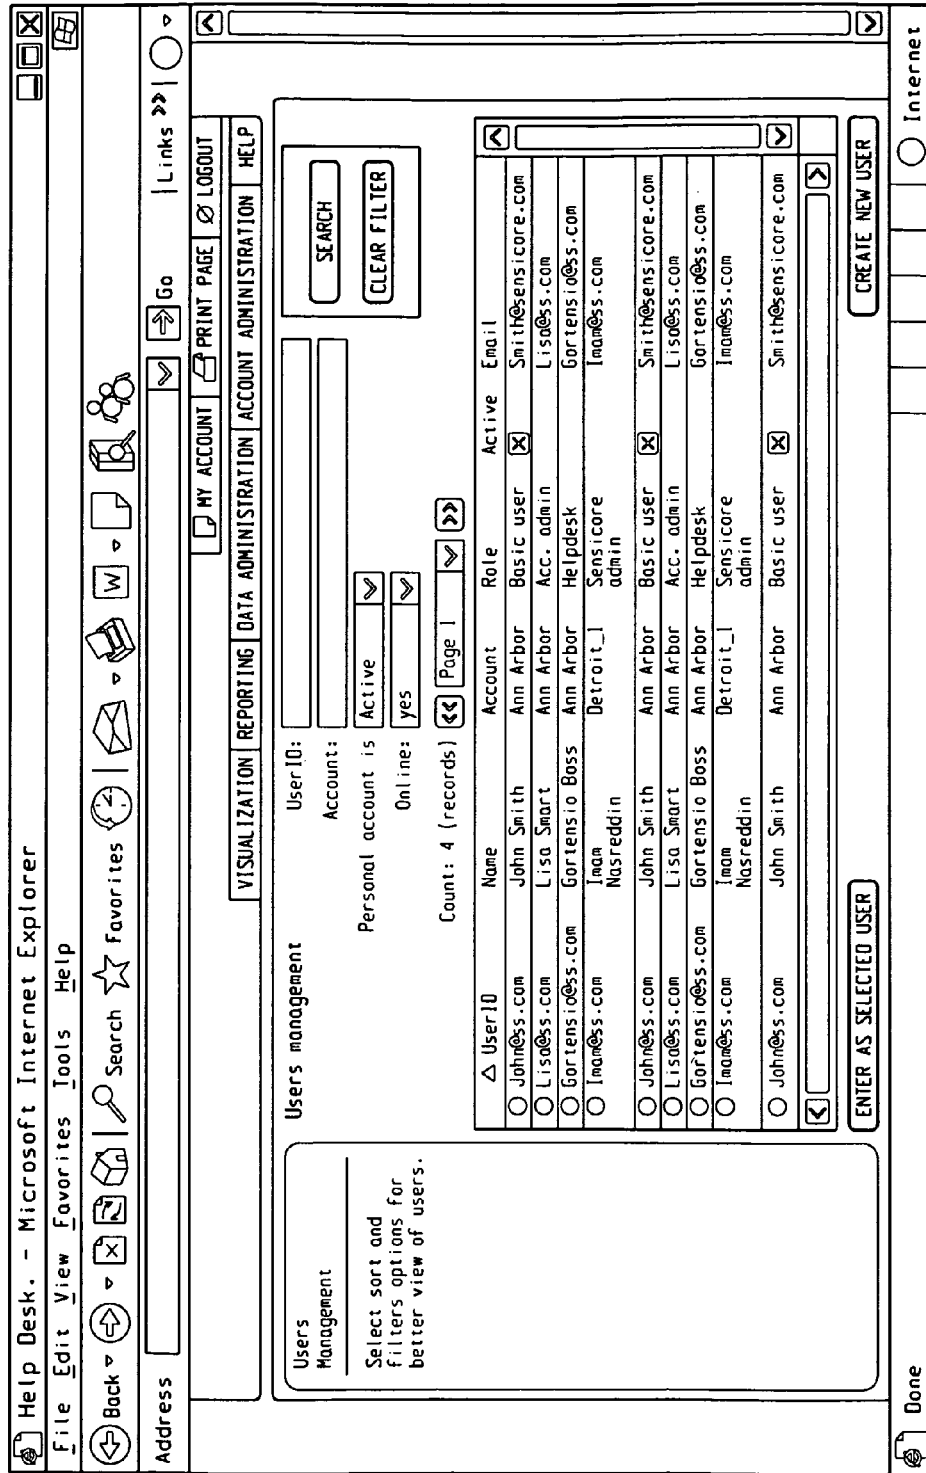 Help Desk. - Microsoft Internet Explorer
File Edit View Favorites Tools Help
Back Search Favorites W
Address Go Links >>
MY ACCOUNT PRINT PAGE LOGOUT
VISUALIZATION REPORTING DATA ADMINISTRATION ACCOUNT ADMINISTRATION HELP
Users
Management
Select sort and
filters options for
better view of users.
Users management
UserID:
Account:
Personal account is Active
Online: yes
SEARCH
CLEAR FILTER
Count: 4 (records) << Page 1 >>
△ UserID Name Account Role Active Email
John@ss.com John Smith Ann Arbor Basic user X Smith@sensicore.com
Lisa@ss.com Lisa Smart Ann Arbor Acc. admin Lisa@ss.com
Gortensio@ss.com Gortensio Boss Ann Arbor Helpdesk Gortensio@ss.com
Imam@ss.com Imam Nasreddin Detroit_1 Sensicore admin Imam@ss.com
John@ss.com John Smith Ann Arbor Basic user X Smith@sensicore.com
Lisa@ss.com Lisa Smart Ann Arbor Acc. admin Lisa@ss.com
Gortensio@ss.com Gortensio Boss Ann Arbor Helpdesk Gortensio@ss.com
Imam@ss.com Imam Nasreddin Detroit_1 Sensicore admin Imam@ss.com
John@ss.com John Smith Ann Arbor Basic user X Smith@sensicore.com
ENTER AS SELECTED USER CREATE NEW USER
Done Internet